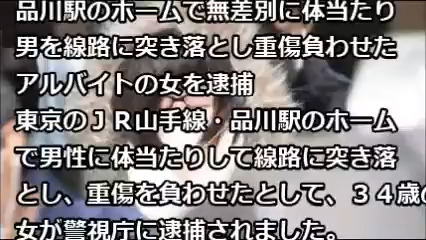 品川駅のホームで無差別に体当たり
男を線路に突き落とし重傷負わせた
アルバイトの女を逮捕
東京のＪＲ山手線・品川駅のホーム
で男性に体当たりして線路に突き落
とし、重傷を負わせたとして、３４歳の
女が警視庁に逮捕されました。